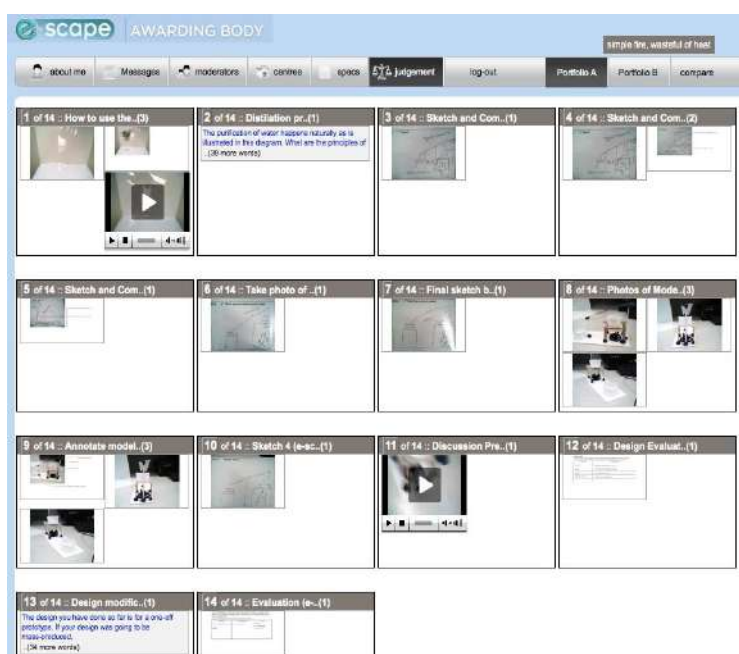 escape AWARDING BODY
simple fire, wasteful of heat
about me Messages moderators centres specs judgement log-out Portfolio A Portfolio B compare
1 of 14 :: How to use the..(3)
2 of 14 :: Distilation pr..(1)
The purification of water happens naturally as is
illustrated in this diagram. What are the principles of
..(39 more words)
3 of 14 :: Sketch and Com..(1)
4 of 14 :: Sketch and Com..(2)
5 of 14 :: Sketch and Com..(1)
6 of 14 :: Take photo of ..(1)
7 of 14 :: Final sketch b..(1)
8 of 14 :: Photos of Mode..(3)
9 of 14 :: Annotate model..(3)
10 of 14 :: Sketch 4 (e-sc..(1)
11 of 14 :: Discussion Pre..(1)
12 of 14 :: Design Evaluat..(1)
13 of 14 :: Design modific..(1)
The design you have done so far is for a one-off
prototype. If your design was going to be
mass-produced,
..(34 more words)
14 of 14 :: Evaluation (e-..(1)